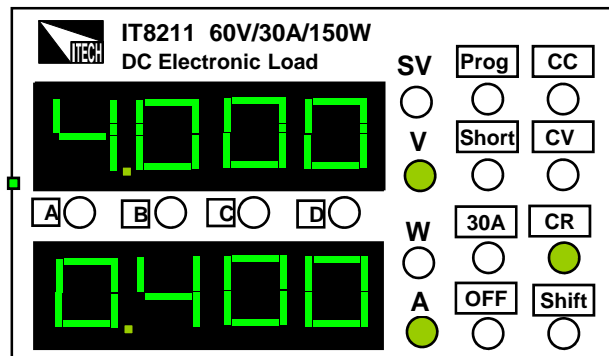 ITECH
IT8211 60V/30A/150W
DC Electronic Load
SV
Prog
CC
4.000
V
Short
CV
A
B
C
D
W
30A
CR
0.400
A
OFF
Shift